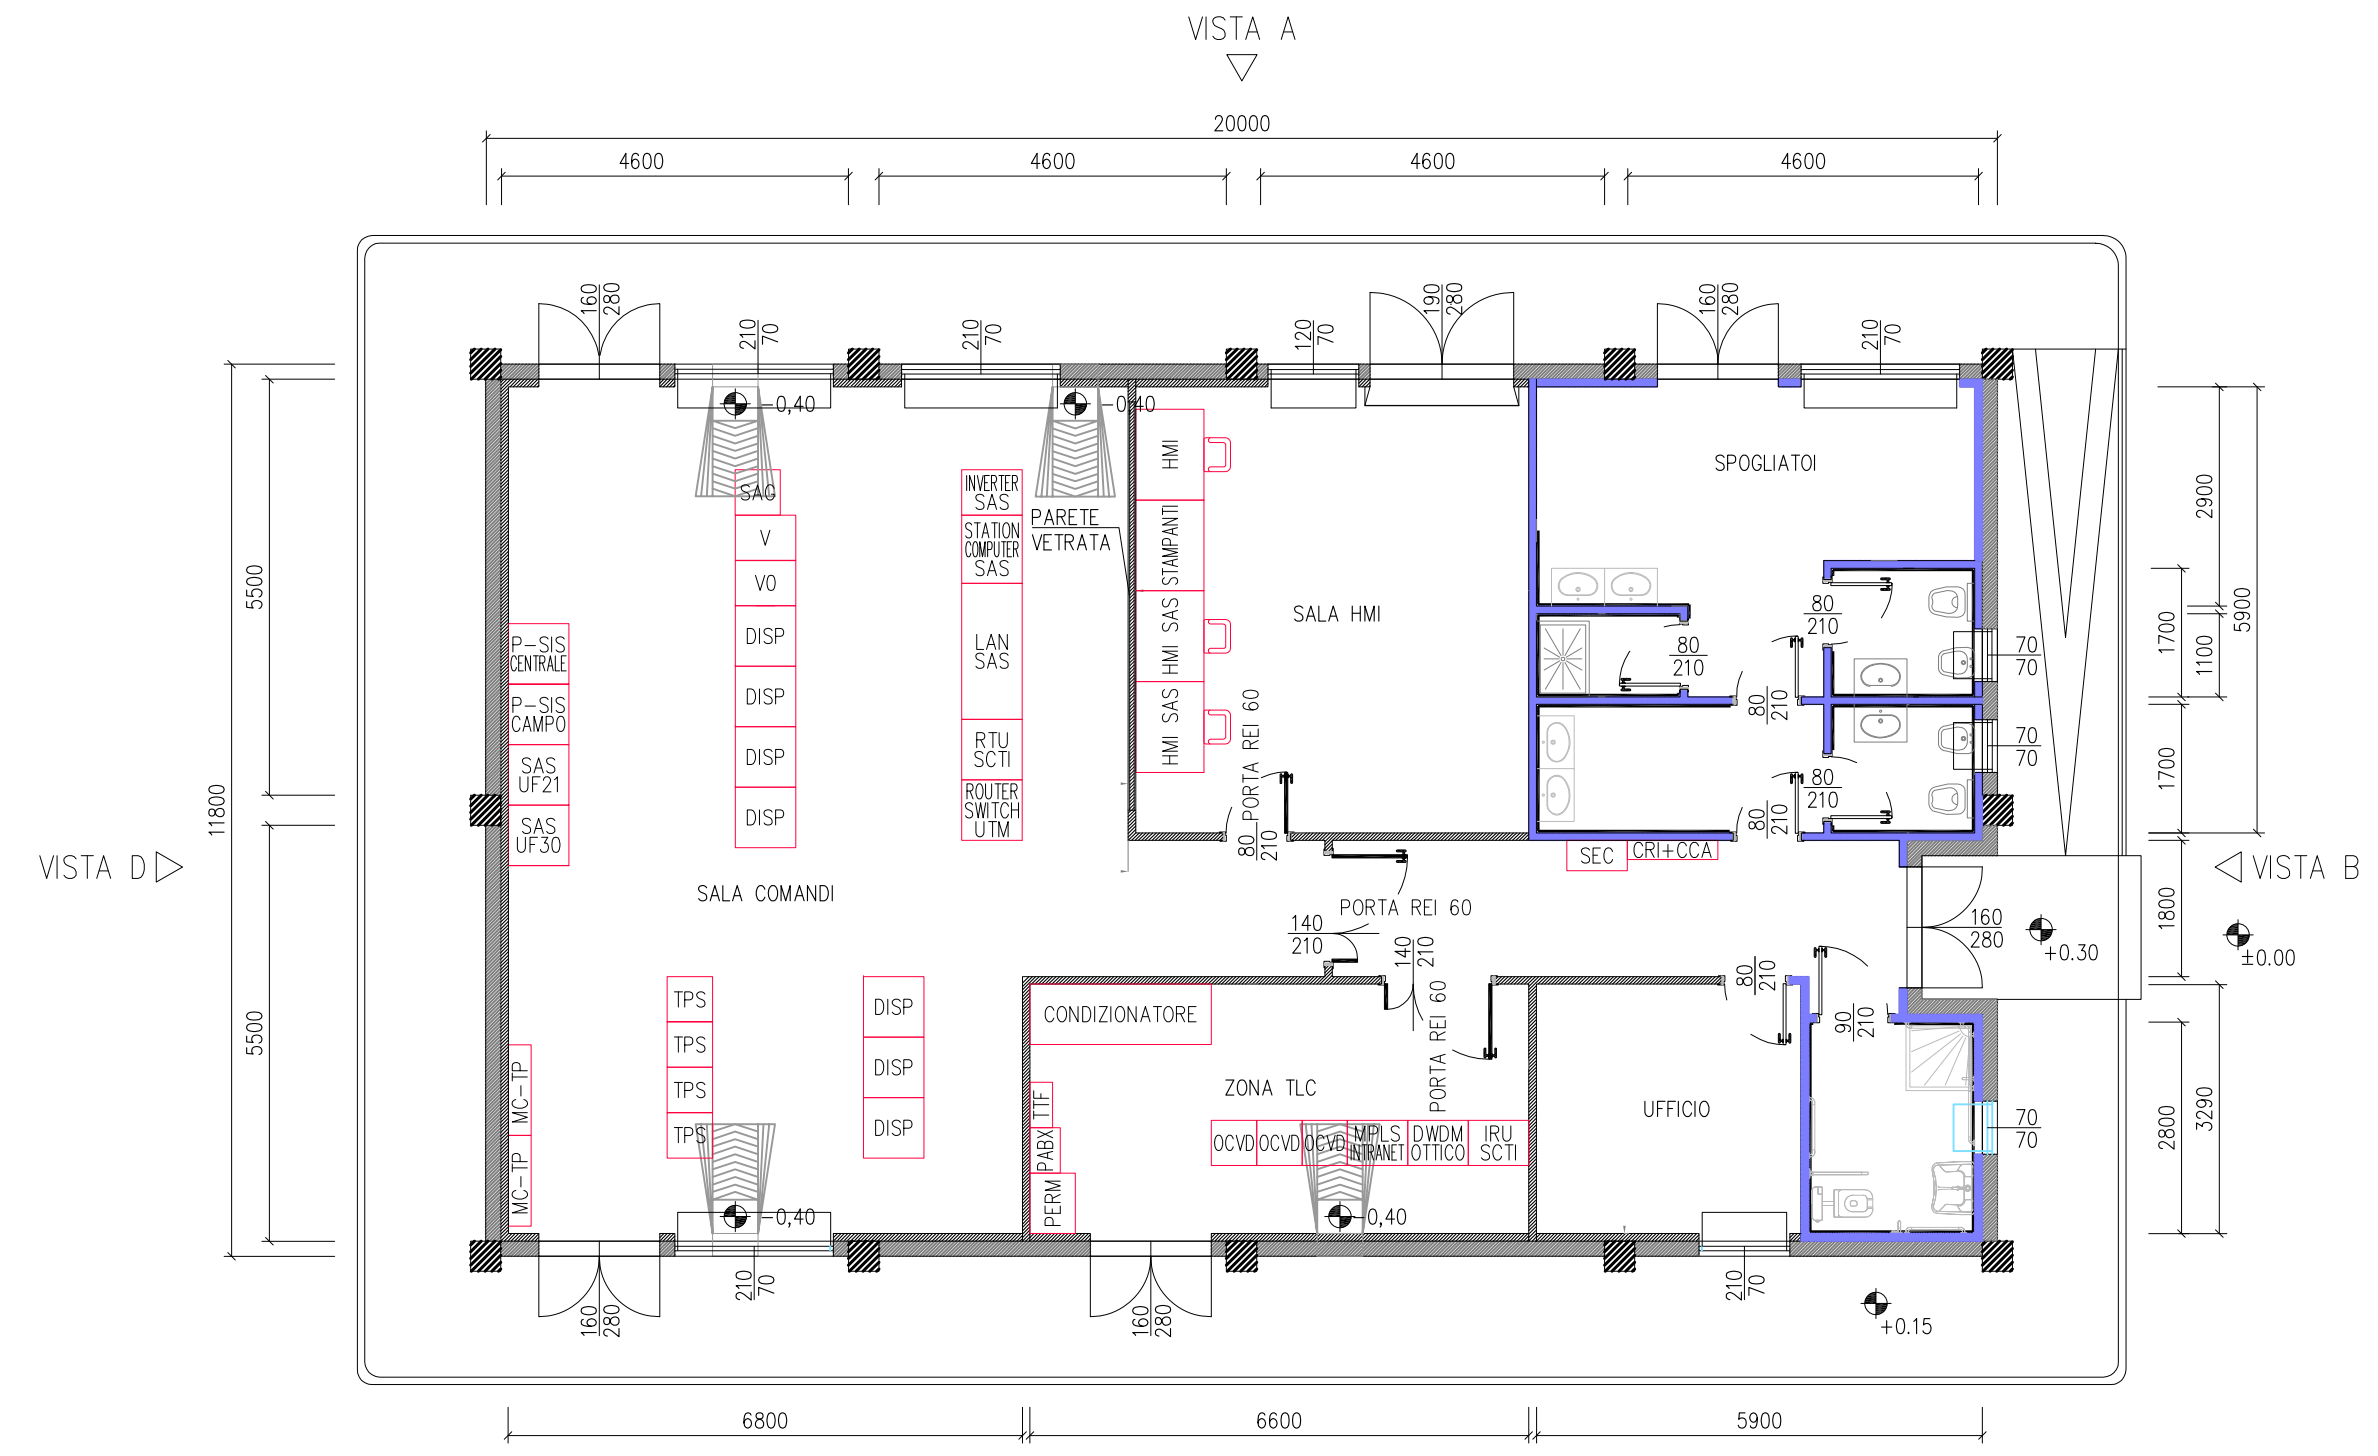 VISTA A
20000
4600
4600
4600
4600
160
280
210
70
210
70
120
70
190
280
160
280
210
70
-0,40
-0,40
SAG
V
VO
DISP
DISP
DISP
DISP
INVERTER
SAS
STATION
COMPUTER
SAS
LAN
SAS
RTU
SCTI
ROUTER
SWITCH
UTM
PARETE
VETRATA
HMI
STAMPANTI
HMI SAS
HMI SAS
SALA HMI
SPOGLIATOI
P-SIS
CENTRALE
P-SIS
CAMPO
SAS
UF21
SAS
UF30
80
210
80
210
80
210
80
210
80
210
70
70
70
70
PORTA REI 60
80
210
5500
11800
5500
2900
1700
1100
5900
1700
1800
2800
3290
VISTA D
VISTA B
SALA COMANDI
SEC
CRI+CCA
PORTA REI 60
140
210
140
210
PORTA REI 60
160
280
+0.30
±0.00
80
210
90
210
TPS
TPS
TPS
TPS
DISP
DISP
DISP
MC-TP
MC-TP
CONDIZIONATORE
TTF
PABX
PERM
ZONA TLC
OCVD
OCVD
OCVD
MPLS
INTRANET
DWDM
OTTICO
IRU
SCTI
UFFICIO
70
70
-0,40
-0,40
160
280
210
70
160
280
210
70
+0.15
6800
6600
5900